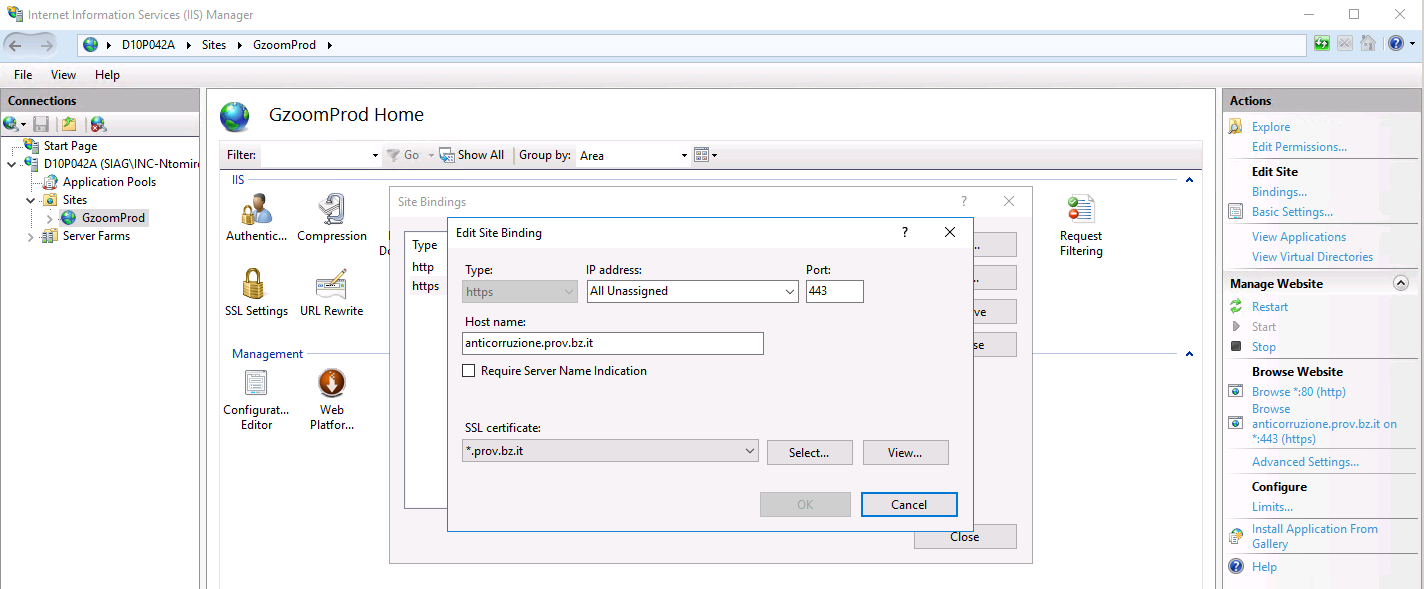 Internet Information Services (IIS) Manager
D10P042A
Sites
GzoomProd
File View Help
Connections
Start Page
D10P042A (SIAG\INC-Ntomir
Application Pools
Sites
GzoomProd
Server Farms
GzoomProd Home
Filter:
Go
Show All
Group by:
Area
IIS
Authentic...
Compression
SSL Settings
URL Rewrite
Request
Filtering
Management
Configurat...
Editor
Web
Platfor...
Site Bindings
?
Type
http
https
Close
Edit Site Binding
?
Type:
IP address:
Port:
https
All Unassigned
443
Host name:
anticorruzione.prov.bz.it
Require Server Name Indication
SSL certificate:
*.prov.bz.it
Select...
View...
OK
Cancel
Actions
Explore
Edit Permissions...
Edit Site
Bindings...
Basic Settings...
View Applications
View Virtual Directories
Manage Website
Restart
Start
Stop
Browse Website
Browse *:80 (http)
Browse
anticorruzione.prov.bz.it on
*:443 (https)
Advanced Settings...
Configure
Limits...
Install Application From
Gallery
Help